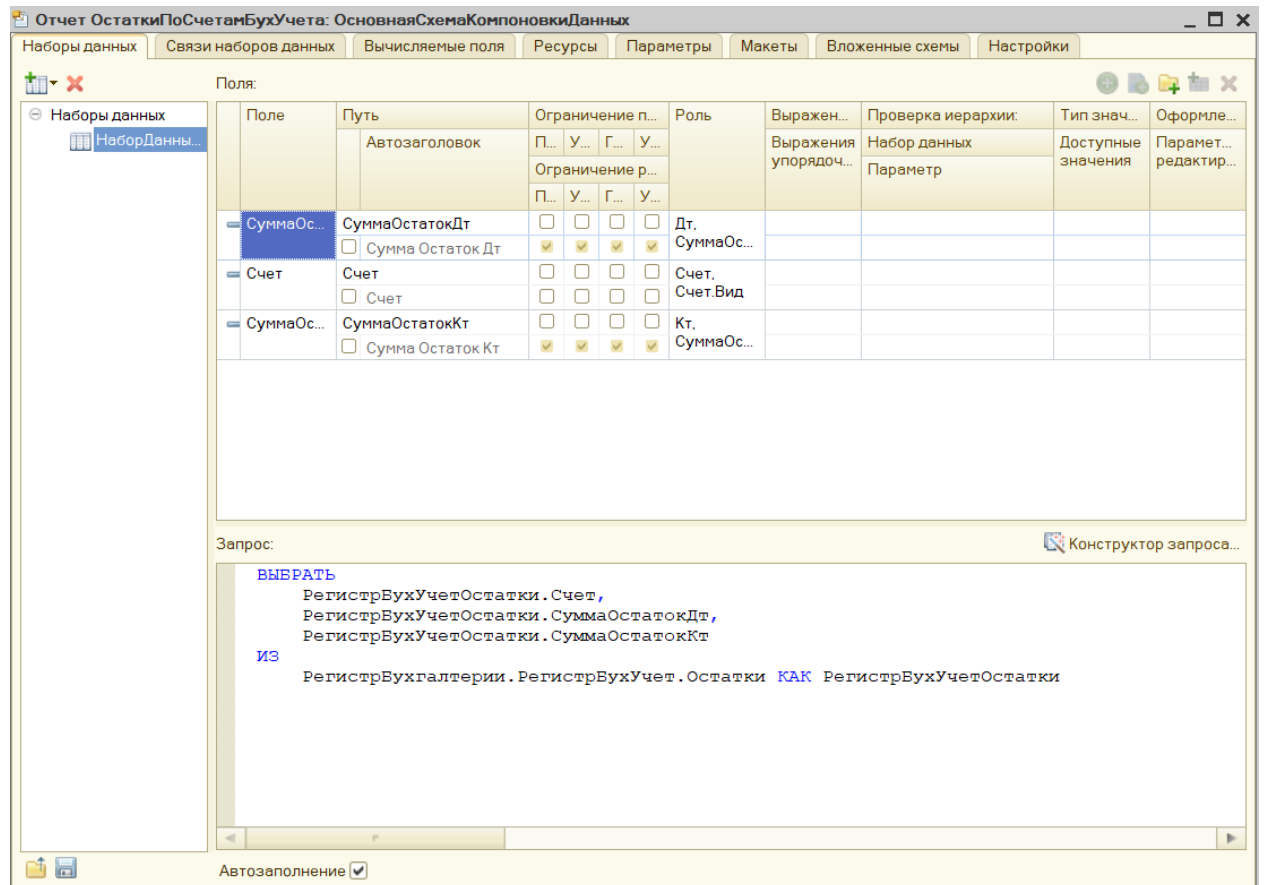 Отчет ОстаткиПоСчетамБухУчета: ОсновнаяСхемаКомпоновкиДанных
Наборы данных Связи наборов данных Вычисляемые поля Ресурсы Параметры Макеты Вложенные схемы Настройки
Поля:
Наборы данных
НаборДанны...
Поле Путь Ограничение п... Роль Выражен... Проверка иерархии: Тип знач... Оформле...
Автозаголовок П... У... Г... У... Выражения упорядоч... Набор данных Доступные значения Парамет... редактир...
Ограничение р... Параметр
П... У... Г... У...
СуммаОс... СуммаОстатокДт Дт,
Сумма Остаток Дт СуммаОс...
Счет Счет Счет,
Счет Счет.Вид
СуммаОс... СуммаОстатокКт Кт,
Сумма Остаток Кт СуммаОс...
Запрос:
Конструктор запроса...
ВЫБРАТЬ
РегистрБухУчетОстатки.Счет,
РегистрБухУчетОстатки.СуммаОстатокДт,
РегистрБухУчетОстатки.СуммаОстатокКт
ИЗ
РегистрБухгалтерии.РегистрБухУчет.Остатки КАК РегистрБухУчетОстатки
Автозаполнение